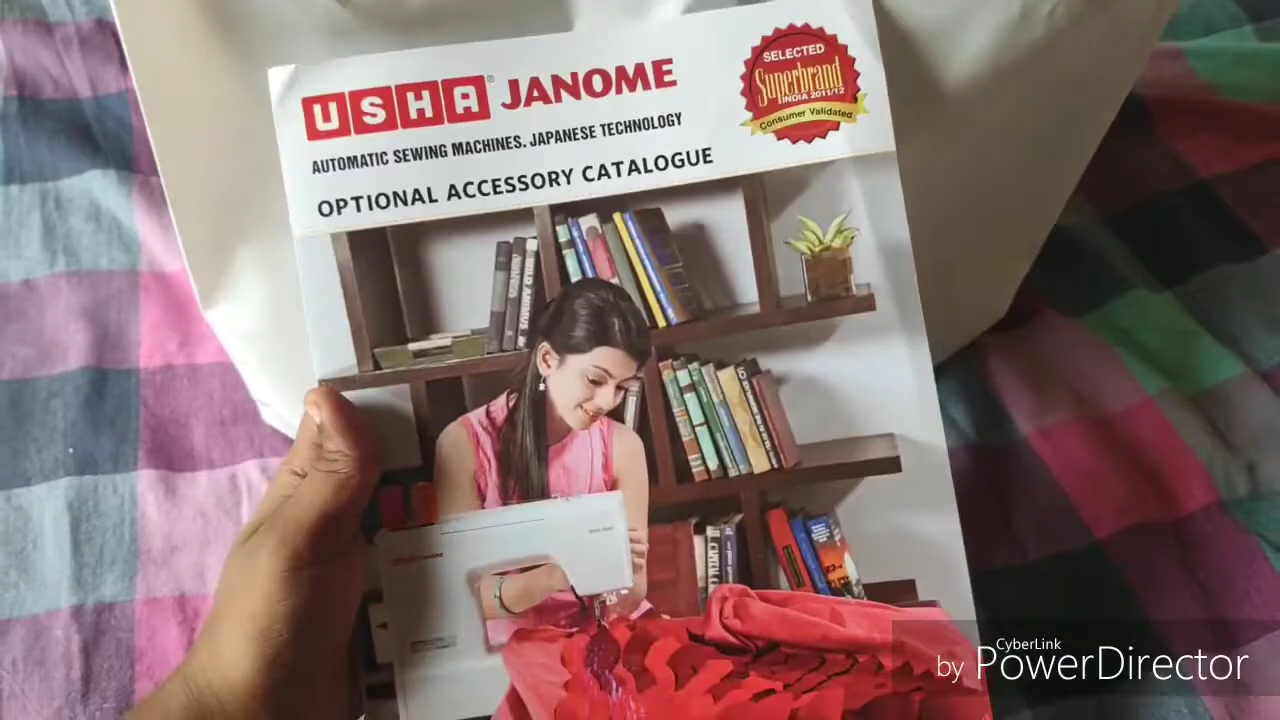 USHA® JANOME
AUTOMATIC SEWING MACHINES. JAPANESE TECHNOLOGY
OPTIONAL ACCESSORY CATALOGUE
SELECTED
Superbrand
INDIA 2011/12
Consumer Validated
CyberLink
by PowerDirector